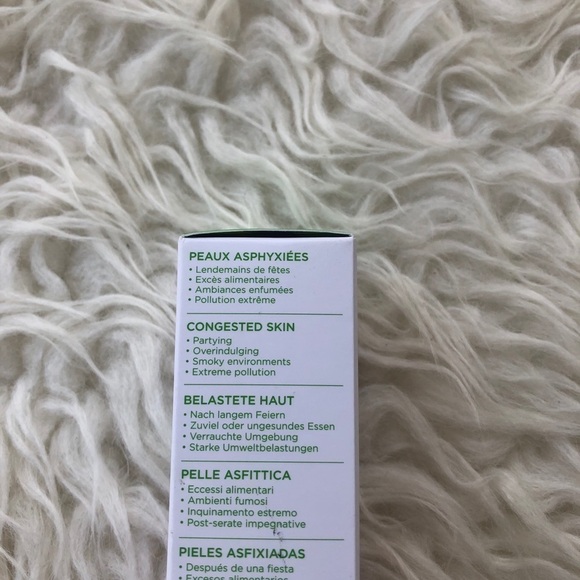 PEAUX ASPHYXIÉES
• Lendemains de fêtes
• Excès alimentaires
• Ambiances enfumées
• Pollution extrême
CONGESTED SKIN
• Partying
• Overindulging
• Smoky environments
• Extreme pollution
BELASTETE HAUT
• Nach langem Feiern
• Zuviel oder ungesundes Essen
• Verrauchte Umgebung
• Starke Umweltbelastungen
PELLE ASFITTICA
• Eccessi alimentari
• Ambienti fumosi
• Inquinamento estremo
• Post-serate impegnative
PIELES ASFIXIADAS
• Después de una fiesta
• Excesos alimentarios